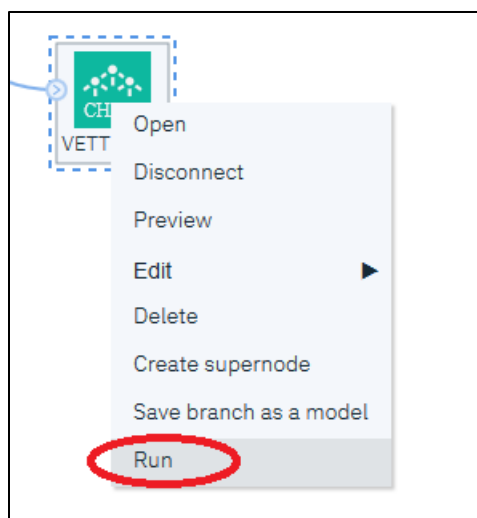 CH
VETT
Open
Disconnect
Preview
Edit
Delete
Create supernode
Save branch as a model
Run